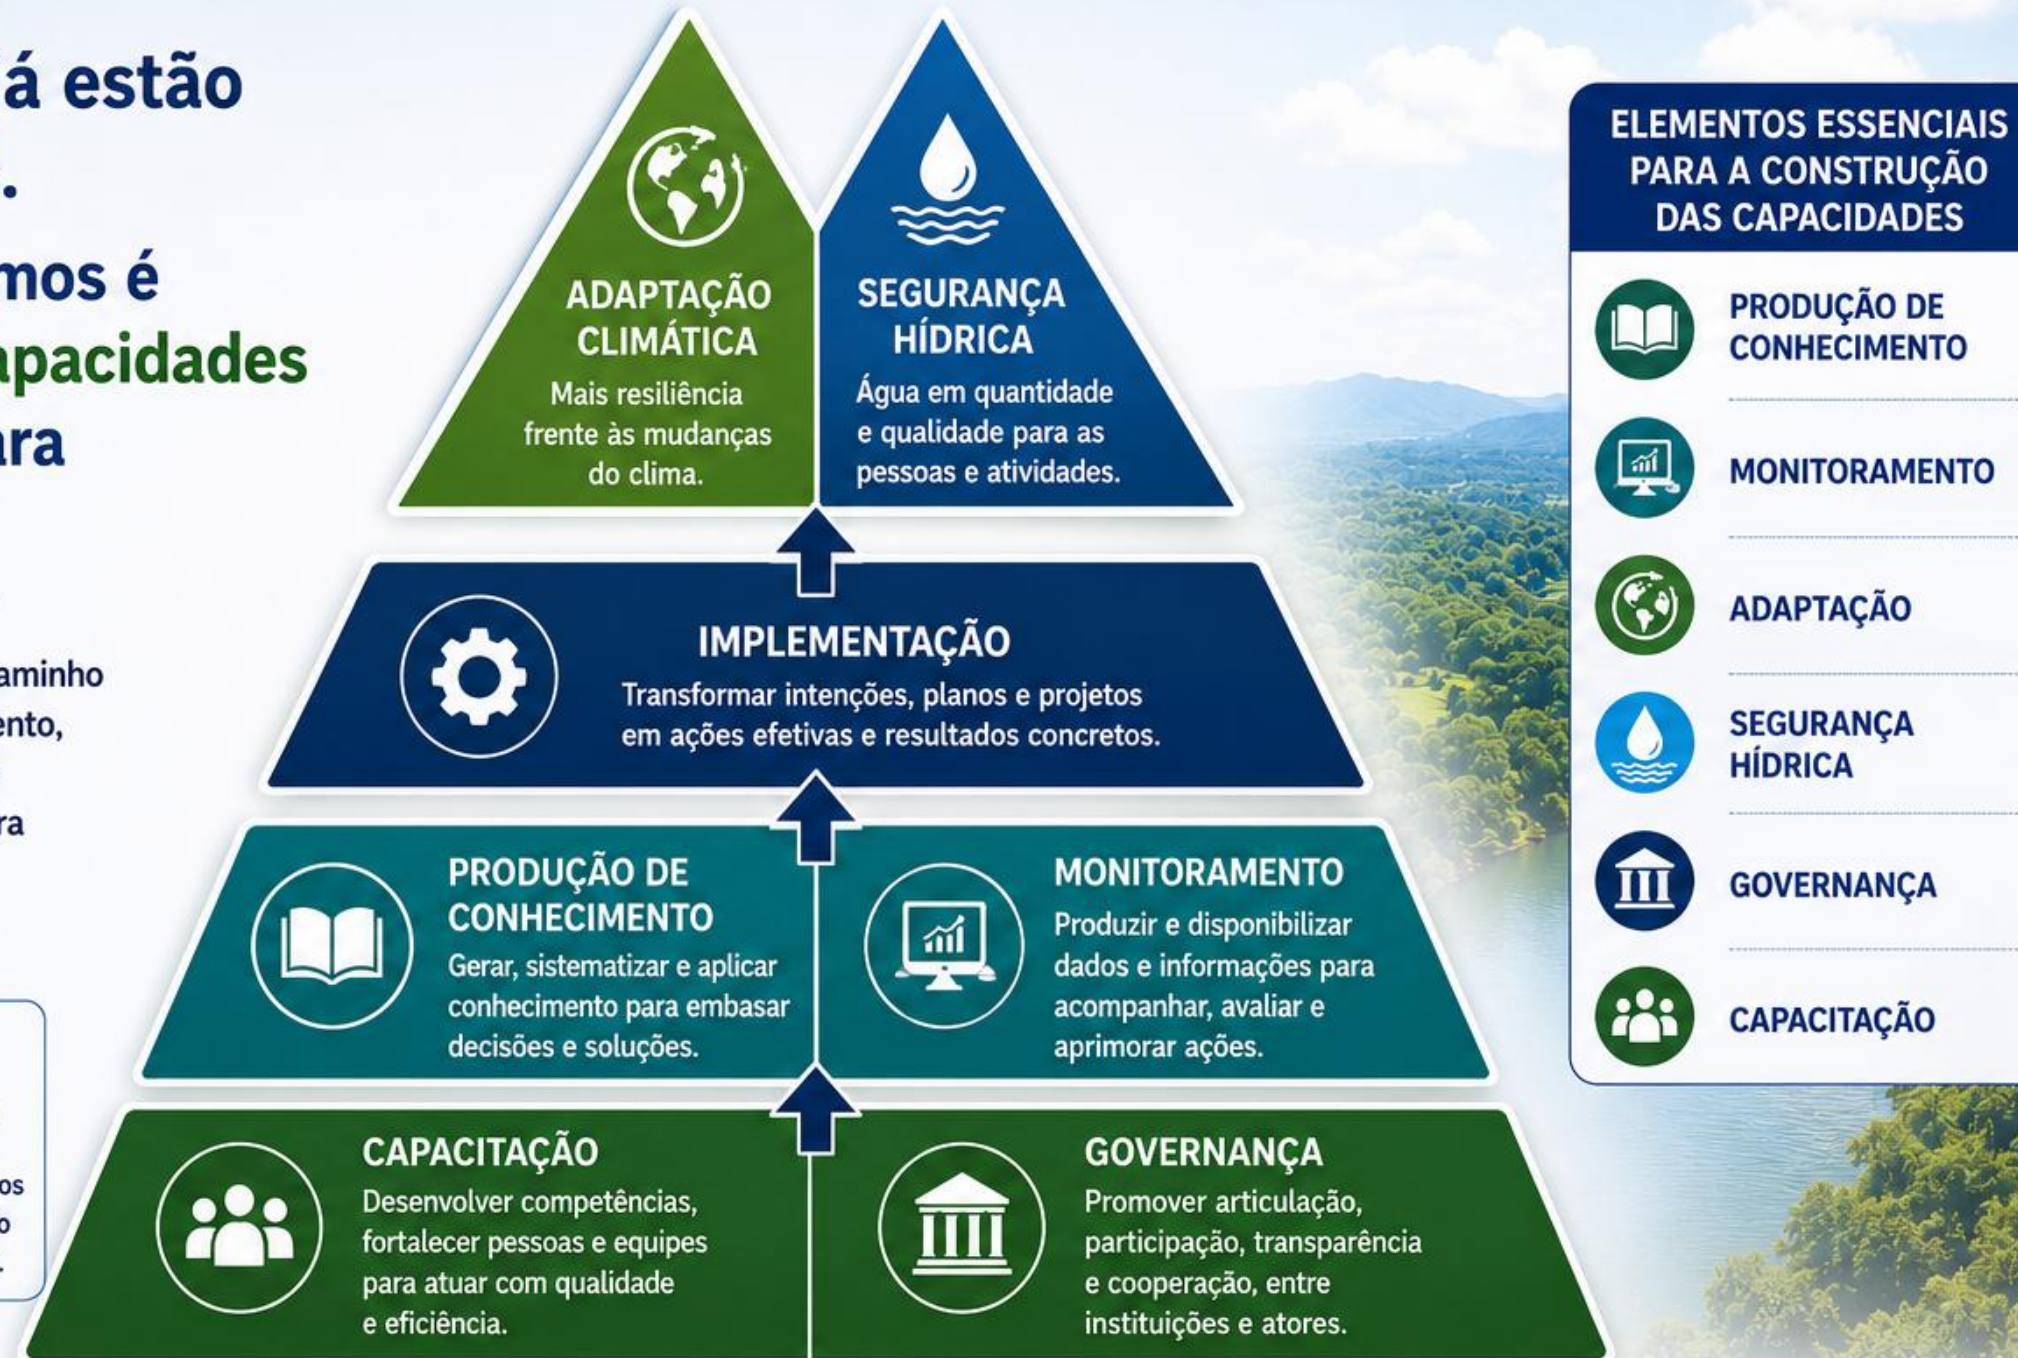 á estão
mos é
apacidades
ra
aminho
ento,
ra
os
o
ADAPTAÇÃO
CLIMÁTICA
Mais resiliência
frente às mudanças
do clima.
SEGURANÇA
HÍDRICA
Água em quantidade
e qualidade para as
pessoas e atividades.
IMPLEMENTAÇÃO
Transformar intenções, planos e projetos
em ações efetivas e resultados concretos.
PRODUÇÃO DE
CONHECIMENTO
Gerar, sistematizar e aplicar
conhecimento para embasar
decisões e soluções.
MONITORAMENTO
Produzir e disponibilizar
dados e informações para
acompanhar, avaliar e
aprimorar ações.
CAPACITAÇÃO
Desenvolver competências,
fortalecer pessoas e equipes
para atuar com qualidade
e eficiência.
GOVERNANÇA
Promover articulação,
participação, transparência
e cooperação, entre
instituições e atores.
ELEMENTOS ESSENCIAIS
PARA A CONSTRUÇÃO
DAS CAPACIDADES
PRODUÇÃO DE
CONHECIMENTO
MONITORAMENTO
ADAPTAÇÃO
SEGURANÇA
HÍDRICA
GOVERNANÇA
CAPACITAÇÃO